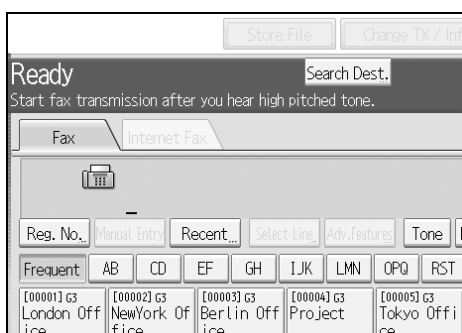 Store File Change TX / Inf
Ready Search Dest.
Start fax transmission after you hear high pitched tone.
Fax Internet Fax
Reg. No. Manual Entry Recent Select Line Adv.Features Tone
Frequent AB CD EF GH IJK LMN OPQ RST
[00001] G3 [00002] G3 [00003] G3 [00004] G3 [00005] G3
London Off NewYork Of Berlin Off Project Tokyo Offi
ice fice ice ce